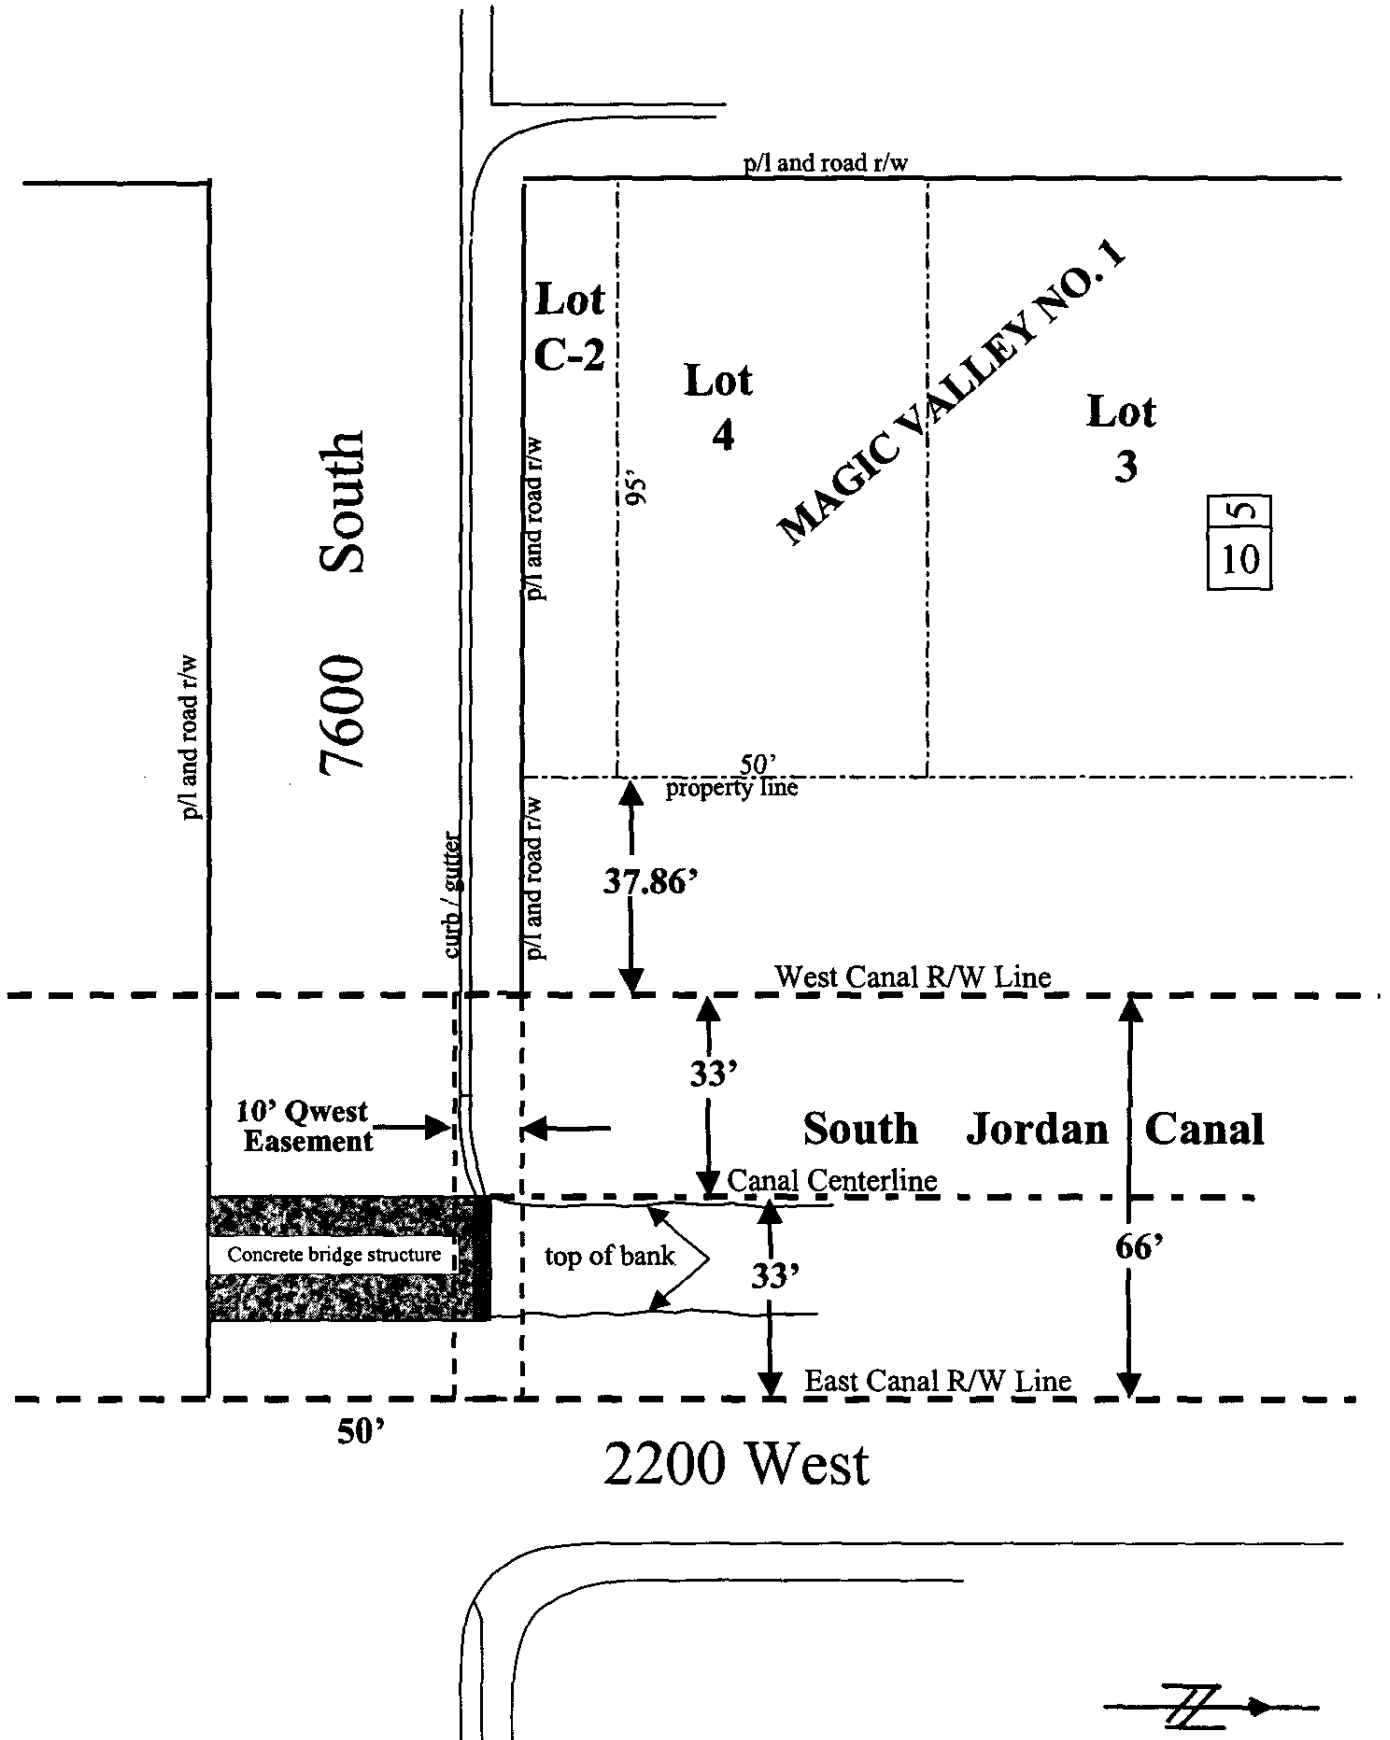 p/l and road r/w
Lot
C-2
Lot
4
MAGIC VALLEY NO. 1
Lot
3
5
10
95'
p/l and road r/w
7600 South
p/l and road r/w
50'
property line
37.86'
curb / gutter
p/l and road r/w
West Canal R/W Line
33'
10' Qwest
Easement
South Jordan Canal
Canal Centerline
Concrete bridge structure
top of bank
33'
66'
East Canal R/W Line
50'
2200 West
N